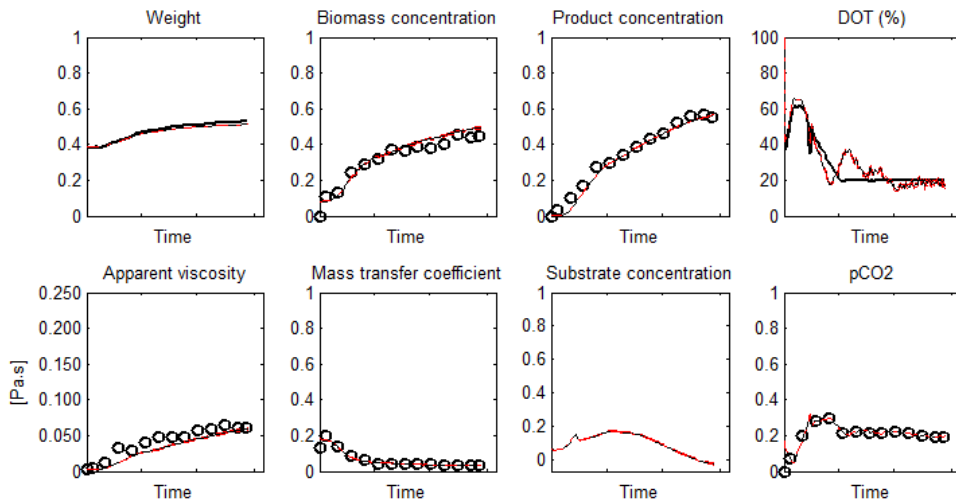 Weight
Biomass concentration
Product concentration
DOT (%)
1
0.8
0.6
0.4
0.2
0
Time
1
0.8
0.6
0.4
0.2
0
Time
1
0.8
0.6
0.4
0.2
0
Time
100
80
60
40
20
0
Time
Apparent viscosity
Mass transfer coefficient
Substrate concentration
pCO2
[Pa.s]
0.250
0.200
0.150
0.100
0.050
0
Time
1
0.8
0.6
0.4
0.2
0
Time
1
0.8
0.6
0.4
0.2
0
Time
1
0.8
0.6
0.4
0.2
0
Time